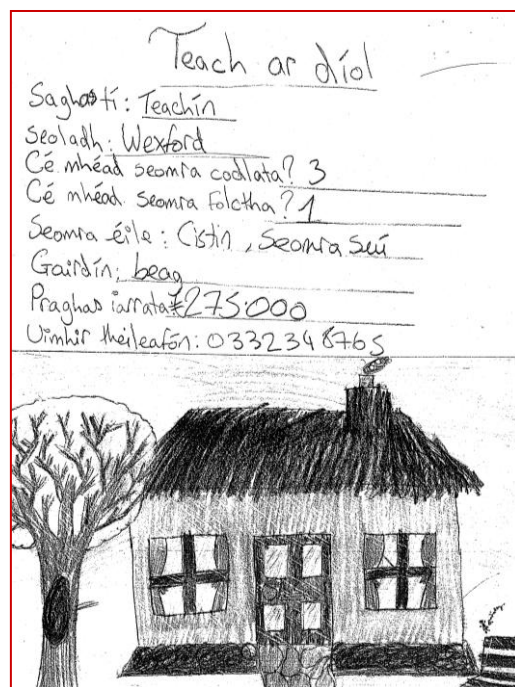 Teach ar díol
Saghas tí: Teachín
Seoladh: Wexford
Cé mhéad seomra codlata? 3
Cé mhéad seomra folctha? 1
Seomra éile: Cistin, Seomra Suí
Gairdín: beag
Praghas iarrata: €275.000
Uimhir theileafón: 0332348765